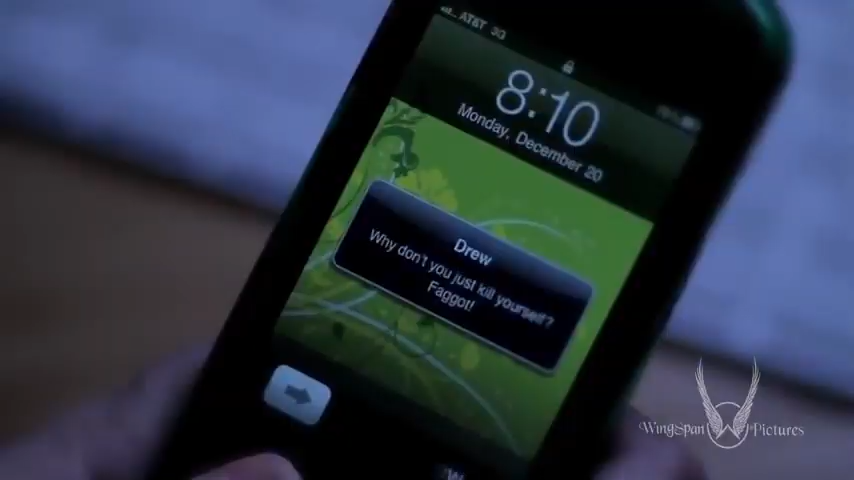 AT&T 3G
8:10
Monday, December 20
Drew
Why don't you just kill yourself?
Faggot!
WingSpan Pictures